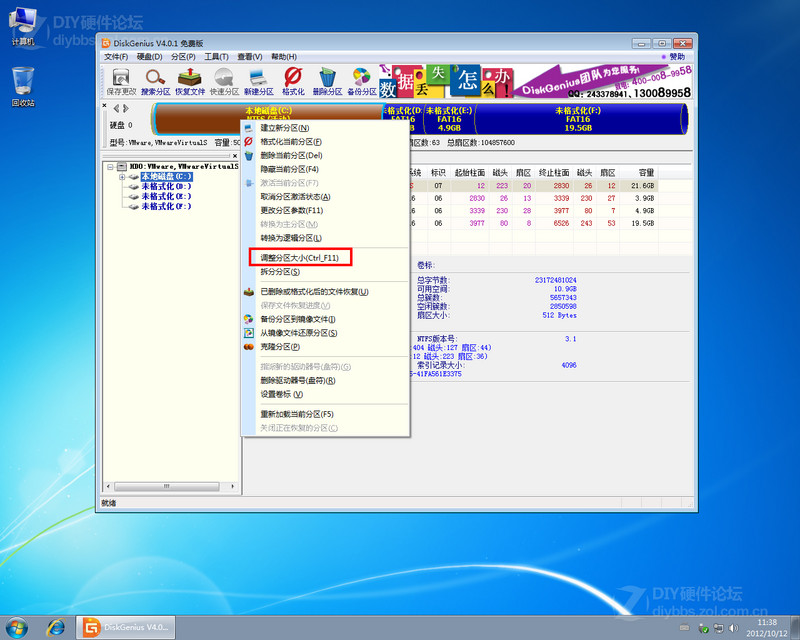 计算机
DIY硬件论坛
diybbs
回收站
DiskGenius V4.0.1 免费版
文件(F) 硬盘(D) 分区(P) 工具(T) 查看(V) 帮助(H) 赞助
保存更改 搜索分区 恢复文件 快速分区 新建分区 格式化 删除分区 备份分区
数据丢失怎么办!
DiskGenius团队为您服务!
400-008-9958
QQ: 243378941、130089958
硬盘 0
本地磁盘(C:)
NTFS (活动)
未格式化(E:)
FAT16
4.9GB
未格式化(F:)
FAT16
19.5GB
型号:VMware,VMwareVirtualS 扇区数:63 总扇区数:104857600
HD0:VMware,VMwareVirtualS
本地磁盘(C:)
未格式化(D:)
未格式化(E:)
未格式化(F:)
建立新分区(N)
格式化当前分区(F)
删除当前分区(Del)
隐藏当前分区(F4)
激活当前分区(F7)
取消分区激活状态(A)
更改分区参数(F11)
转换为主分区(M)
转换为逻辑分区(L)
调整分区大小(Ctrl_F11)
拆分分区(S)
已删除或格式化后的文件恢复(U)
保存文件恢复进度(V)
备份分区到镜像文件(I)
从镜像文件还原分区(S)
克隆分区(P)
指派新的驱动器号(盘符)(G)
删除驱动器号(盘符)(R)
设置卷标 (V)
重新加载当前分区(F5)
关闭正在恢复的分区(C)
标识 起始柱面 磁头 扇区 终止柱面 磁头 扇区 容量
07 12 223 20 2830 26 12 21.6GB
06 2830 26 13 3339 230 27 3.9GB
06 3339 230 28 3977 80 7 4.9GB
06 3977 80 8 6526 243 53 19.5GB
卷标:
总字节数: 23172481024
可用空间: 10.9GB
总簇数: 5657343
空闲簇数: 2850598
扇区大小: 512 Bytes
NTFS版本号: 3.1
404 磁头:127 扇区:44)
12 磁头:223 扇区:36)
索引记录大小: 4096
5-41FA561E3375
就绪
DIY硬件论坛
diybbs.zol.com.cn
DiskGenius V4.0...
11:38
2012/10/12